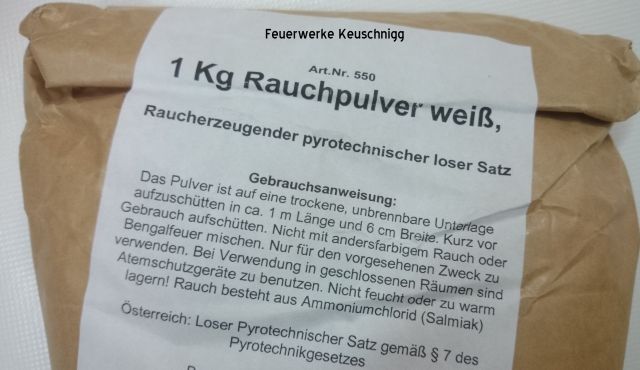 Feuerwerke Keuschnigg
Art.Nr. 550
1 Kg Rauchpulver weiß,
Raucherzeugender pyrotechnischer loser Satz
Gebrauchsanweisung:
Das Pulver ist auf eine trockene, unbrennbare Unterlage
aufzuschütten in ca. 1 m Länge und 6 cm Breite. Kurz vor
Gebrauch aufschütten. Nicht mit andersfarbigem Rauch oder
Bengalfeuer mischen. Nur für den vorgesehenen Zweck zu
verwenden. Bei Verwendung in geschlossenen Räumen sind
Atemschutzgeräte zu benutzen. Nicht feucht oder zu warm
lagern! Rauch besteht aus Ammoniumchlorid (Salmiak)
Österreich: Loser Pyrotechnischer Satz gemäß § 7 des
Pyrotechnikgesetzes